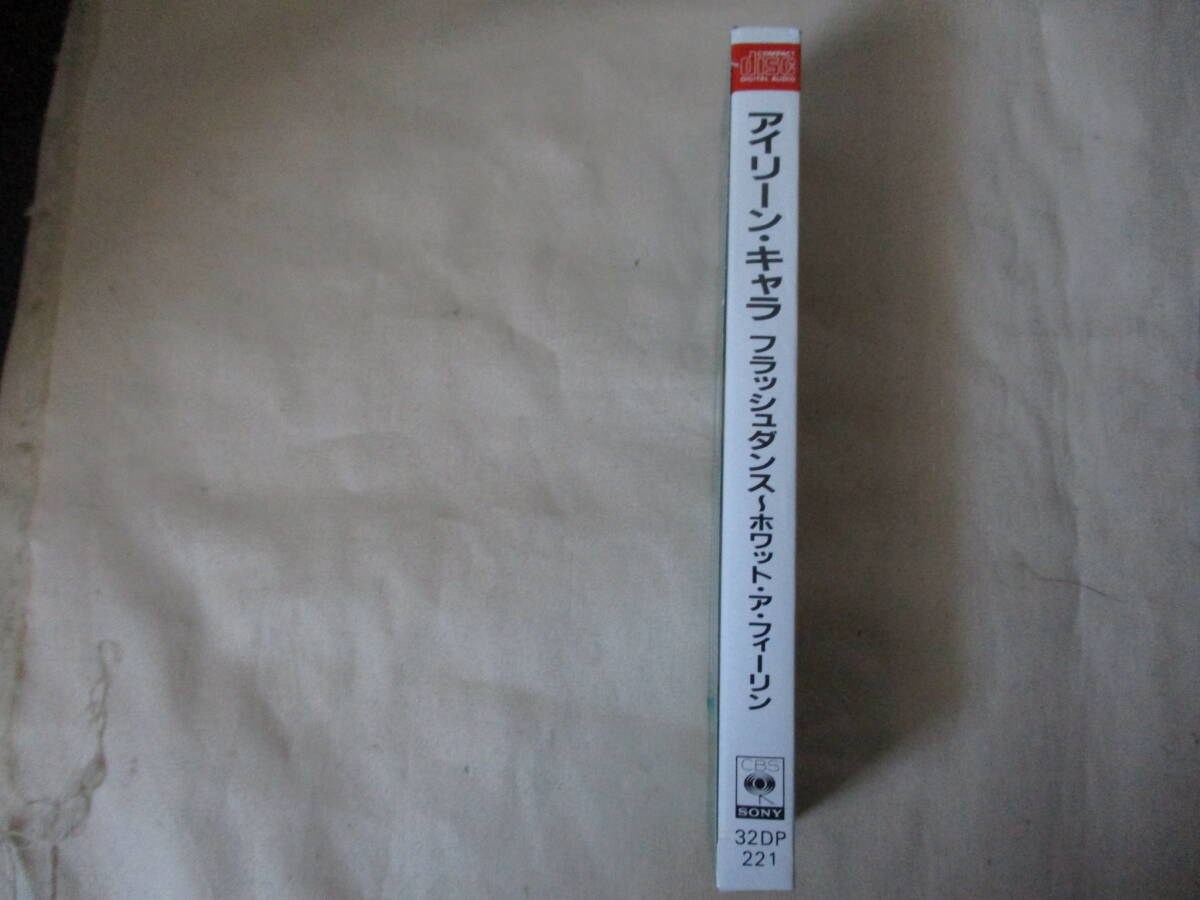 COMPACT
disc
DIGITAL AUDIO
アイリーン・キャラ フラッシュダンス〜ホワット・ア・フィーリン
CBS
SONY
32DP
221